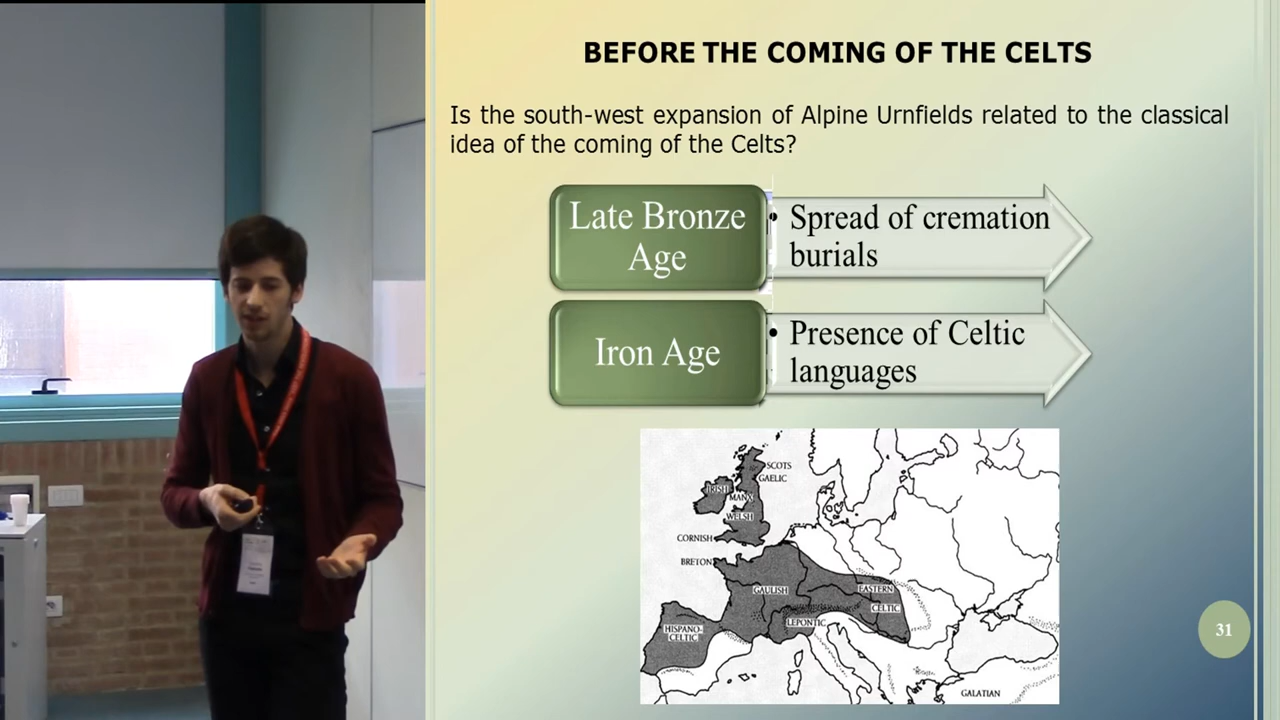 BEFORE THE COMING OF THE CELTS
Is the south-west expansion of Alpine Urnfields related to the classical
idea of the coming of the Celts?
Late Bronze
Age
• Spread of cremation
burials
Iron Age
• Presence of Celtic
languages
SCOTS
GAELIC
IRISH
MANX
WELSH
CORNISH
BRETON
GAULISH
EASTERN
CELTIC
LEPONTIC
HISPANO-
CELTIC
GALATIAN
31